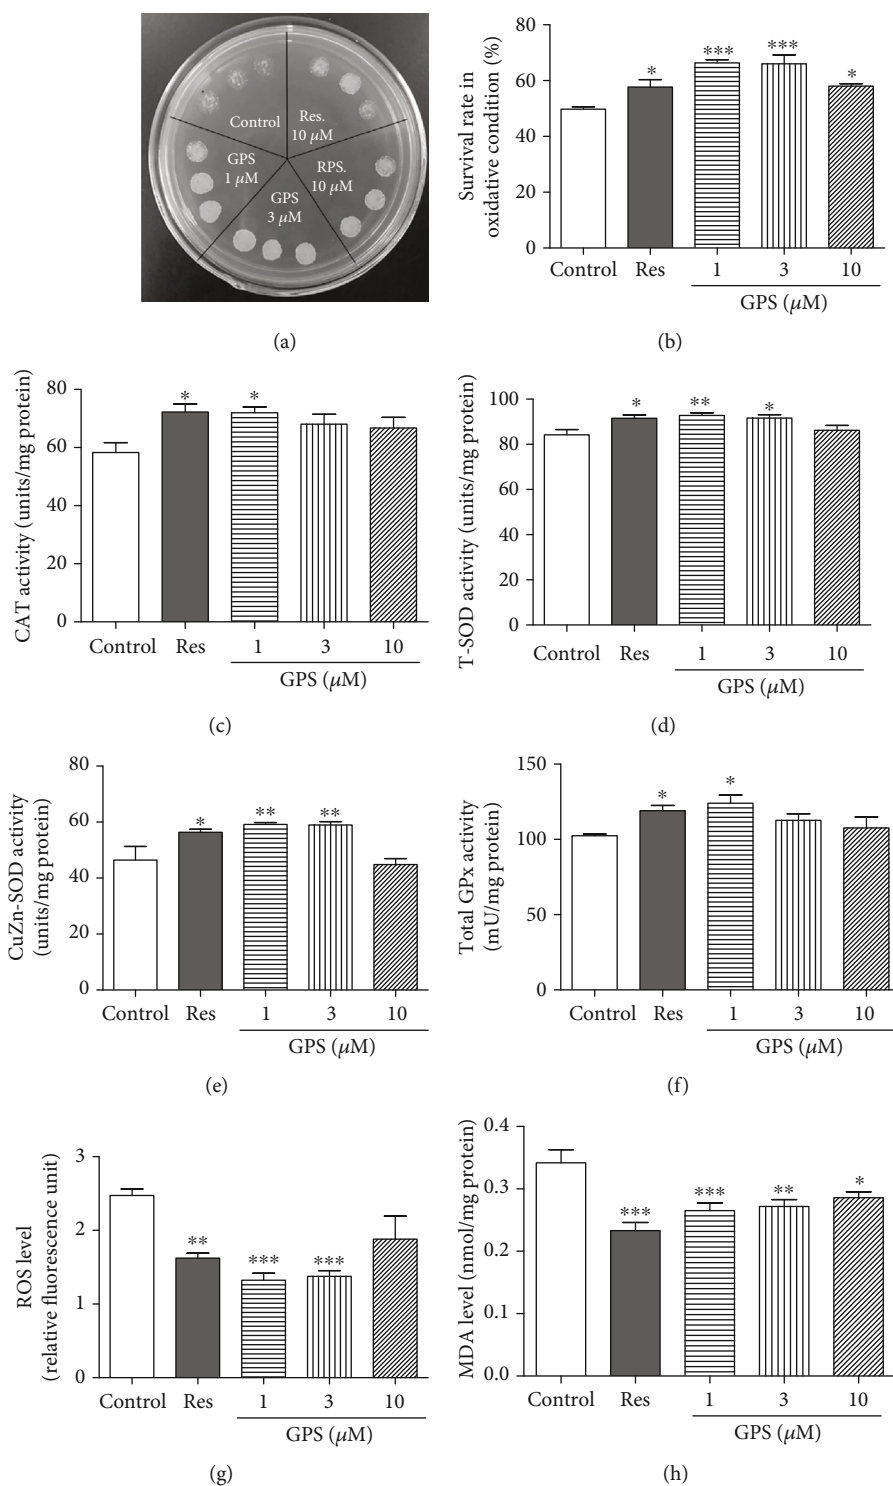 Control
Res.
10 μM
GPS
1 μM
RPS.
10 μM
GPS
3 μM
(a)
Survival rate in
oxidative condition (%)
80
60
40
20
0
*
***
***
*
Control Res 1 3 10
GPS (μM)
(b)
CAT activity (units/mg protein)
80
60
40
20
0
*
*
Control Res 1 3 10
GPS (μM)
(c)
T-SOD activity (units/mg protein)
100
80
60
40
20
0
*
**
*
Control Res 1 3 10
GPS (μM)
(d)
CuZn-SOD activity
(units/mg protein)
80
60
40
20
0
*
**
**
Control Res 1 3 10
GPS (μM)
(e)
Total GPx activity
(mU/mg protein)
150
100
50
0
*
*
Control Res 1 3 10
GPS (μM)
(f)
ROS level
(relative fluorescence unit)
3
2
1
0
**
***
***
Control Res 1 3 10
GPS (μM)
(g)
MDA level (nmol/mg protein)
0.4
0.3
0.2
0.1
0.0
***
***
**
*
Control Res 1 3 10
GPS (μM)
(h)